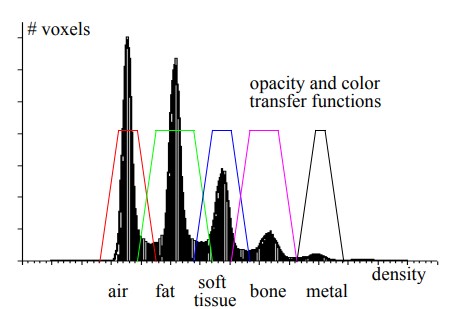 # voxels
opacity and color
transfer functions
density
air fat soft tissue bone metal